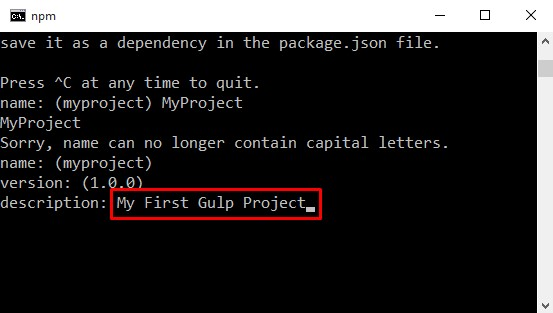 npm
save it as a dependency in the package.json file.
Press ^C at any time to quit.
name: (myproject) MyProject
MyProject
Sorry, name can no longer contain capital letters.
name: (myproject)
version: (1.0.0)
description: My First Gulp Project